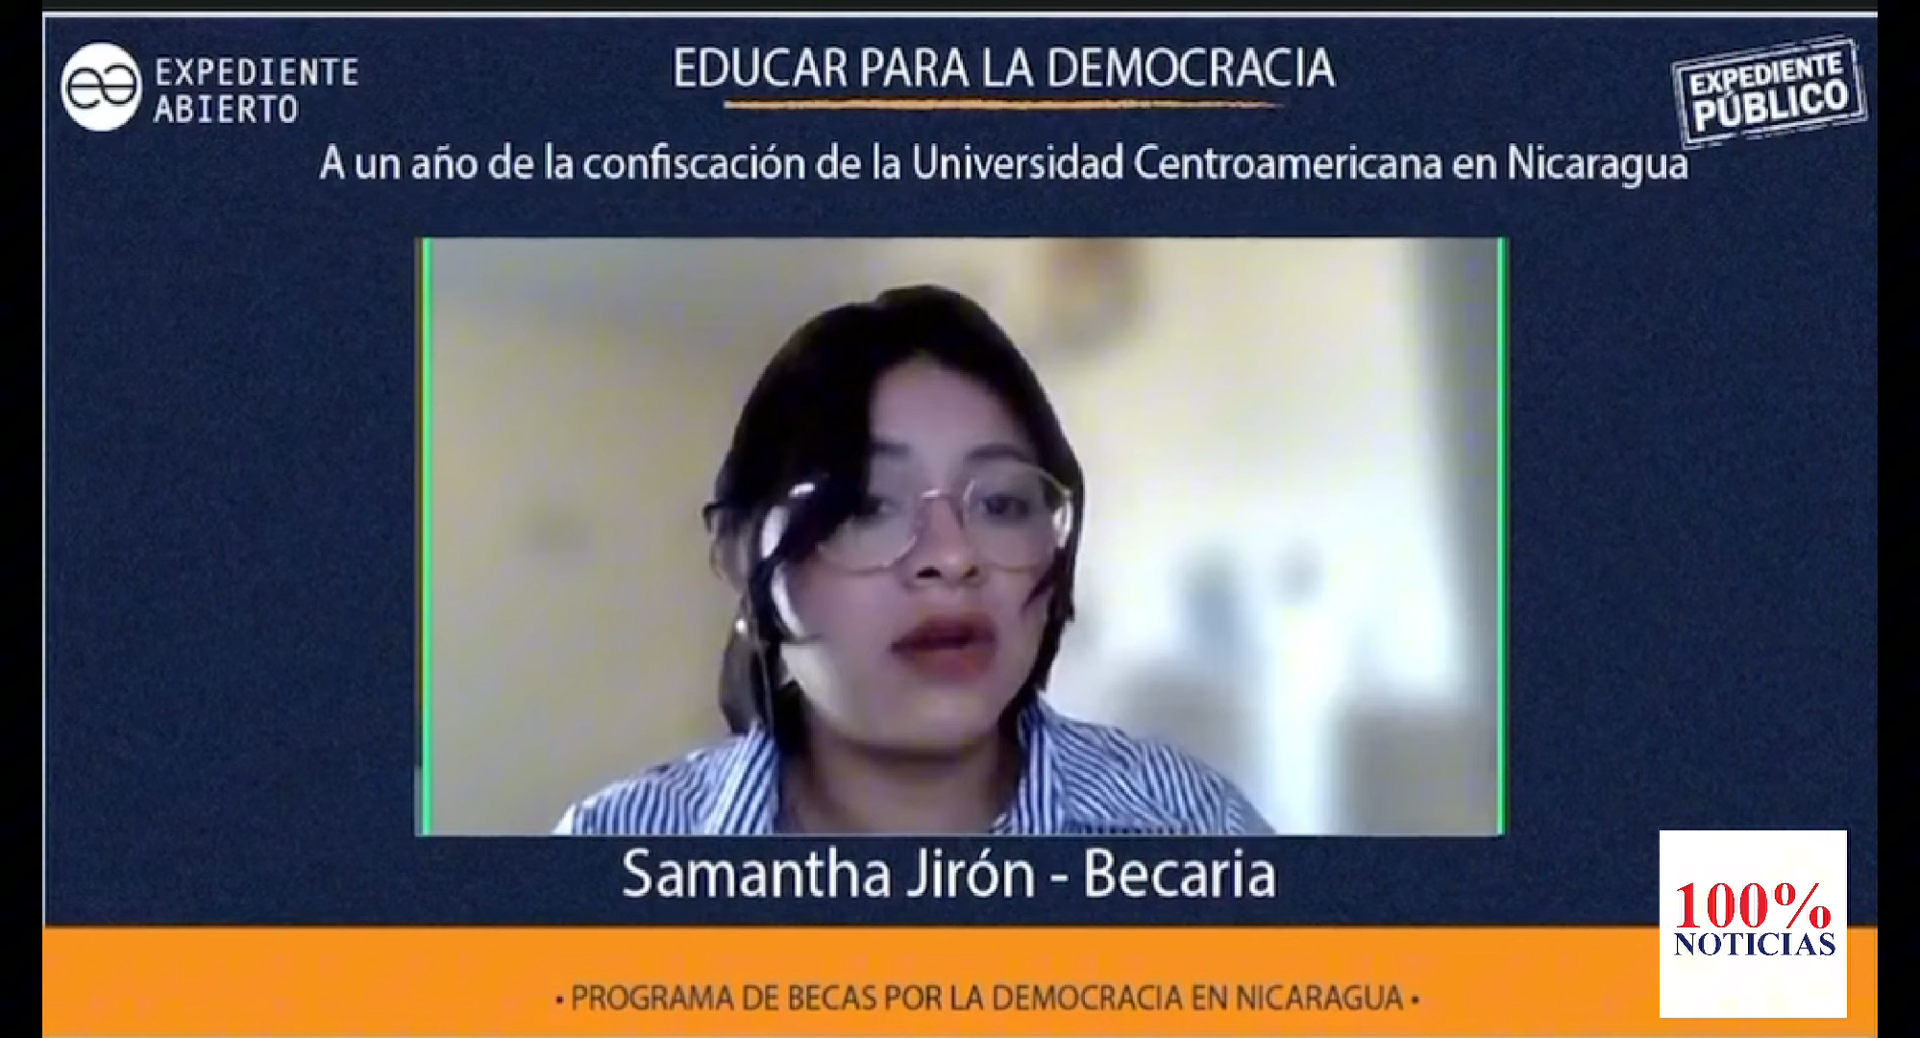 EXPEDIENTE
ABIERTO
EDUCAR PARA LA DEMOCRACIA
EXPEDIENTE
PÚBLICO
A un año de la confiscación de la Universidad Centroamericana en Nicaragua
Samantha Jirón - Becaria
100%
NOTICIAS
• PROGRAMA DE BECAS POR LA DEMOCRACIA EN NICARAGUA •